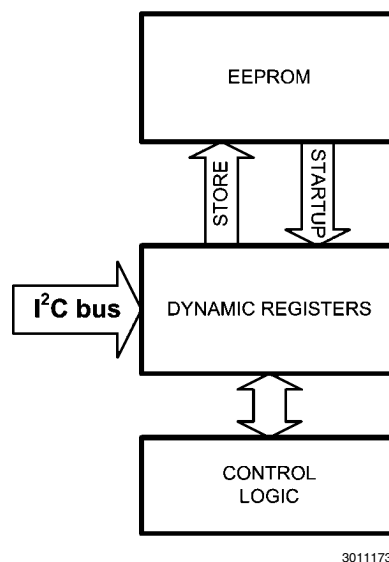 EEPROM
STORE
STARTUP
I²C bus
DYNAMIC REGISTERS
CONTROL
LOGIC
3011173